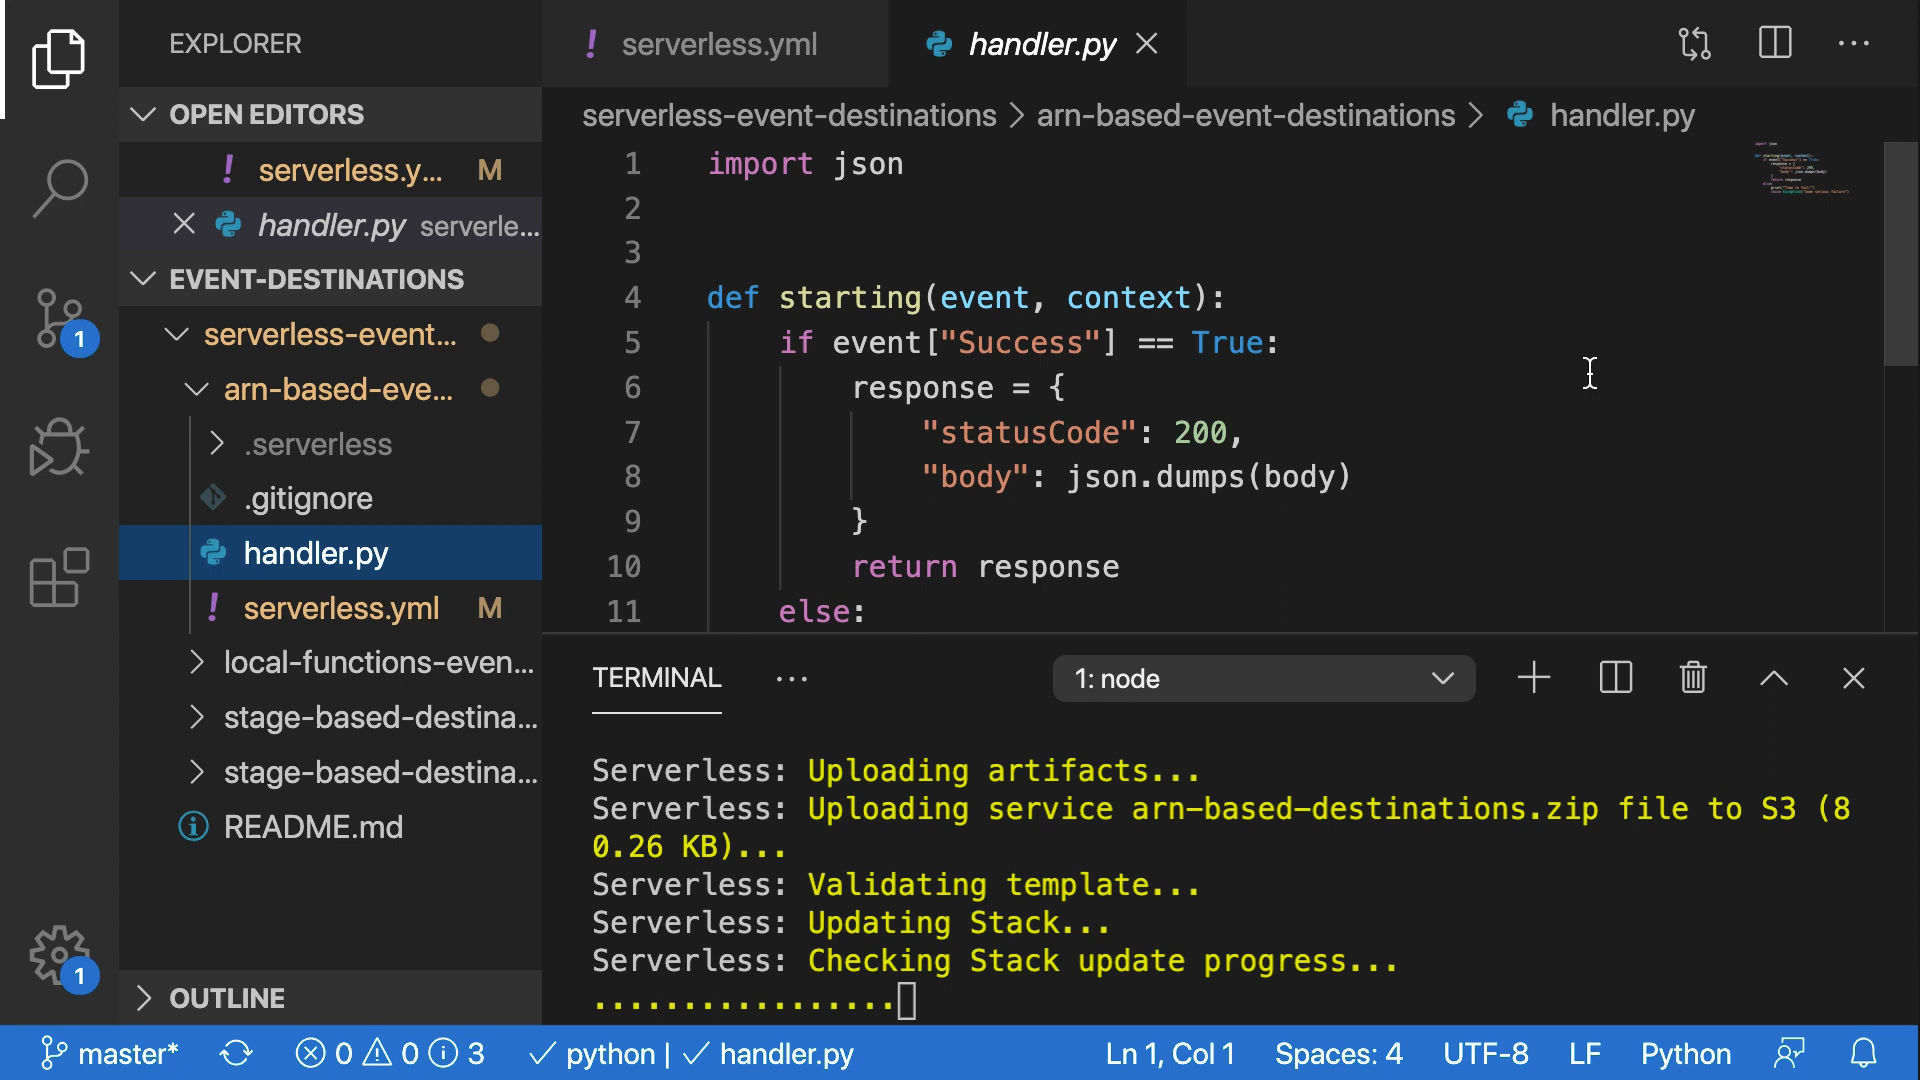 EXPLORER
OPEN EDITORS
! serverless.y... M
handler.py serverle...
EVENT-DESTINATIONS
serverless-event...
arn-based-eve...
.serverless
.gitignore
handler.py
! serverless.yml M
local-functions-even...
stage-based-destina...
stage-based-destina...
README.md
OUTLINE
1
1
! serverless.yml
handler.py
serverless-event-destinations > arn-based-event-destinations > handler.py
1 import json
2
3
4 def starting(event, context):
5 if event["Success"] == True:
6 response = {
7 "statusCode": 200,
8 "body": json.dumps(body)
9 }
10 return response
11 else:
TERMINAL ... 1: node
Serverless: Uploading artifacts...
Serverless: Uploading service arn-based-destinations.zip file to S3 (8
0.26 KB)...
Serverless: Validating template...
Serverless: Updating Stack...
Serverless: Checking Stack update progress...
.................
master* 0 0 3 python | handler.py Ln 1, Col 1 Spaces: 4 UTF-8 LF Python